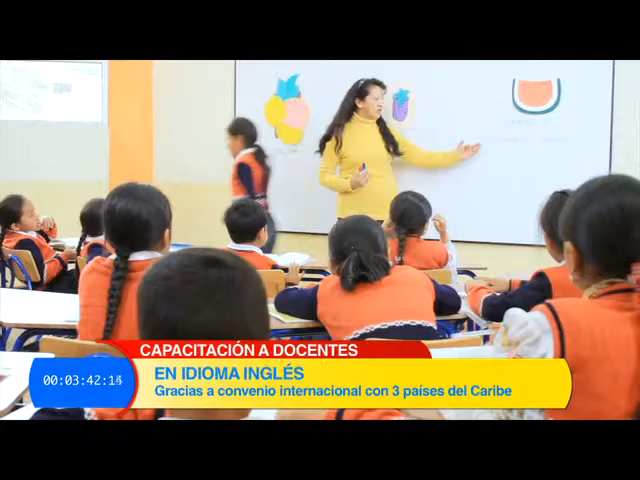 CAPACITACIÓN A DOCENTES
EN IDIOMA INGLÉS
00:03:42:14
Gracias a convenio internacional con 3 países del Caribe